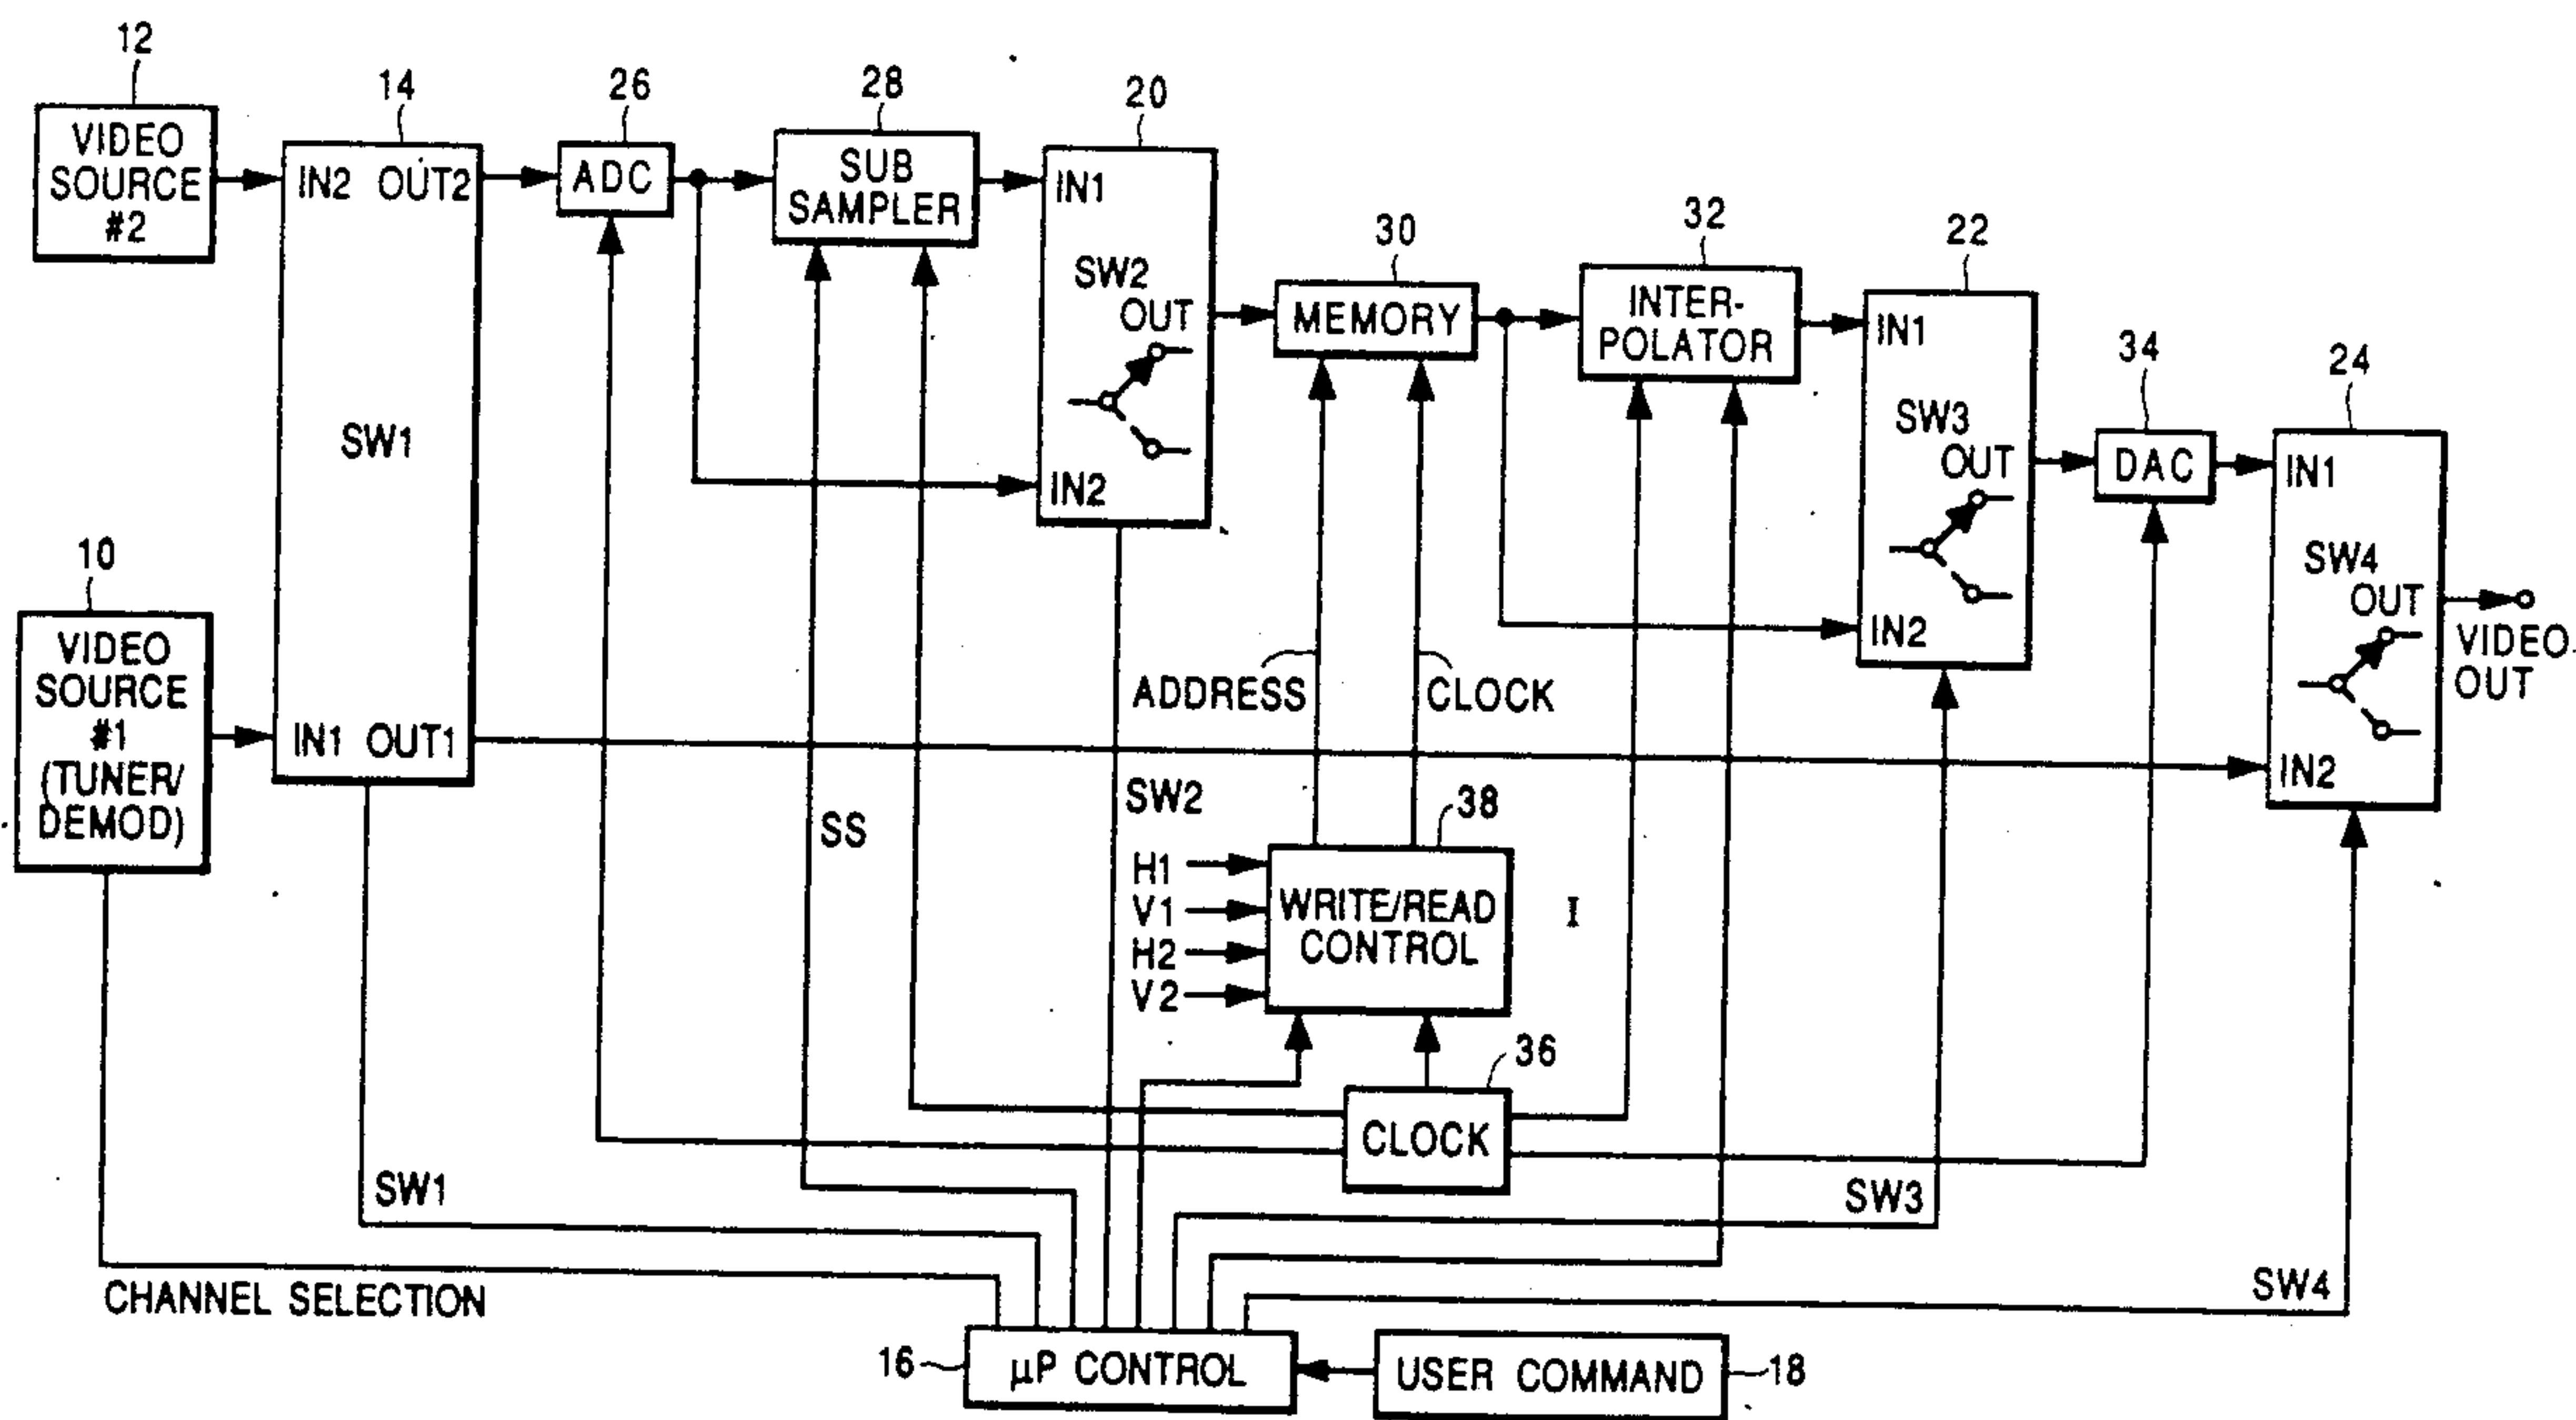 12
14
26
28
20
VIDEO
SOURCE
#2
IN2 OUT2
ADC
SUB
SAMPLER
IN1
SW2
OUT
IN2
30
MEMORY
32
INTER-
POLATOR
22
IN1
SW3
OUT
IN2
34
DAC
24
IN1
SW4
OUT
IN2
VIDEO
OUT
SW1
10
VIDEO
SOURCE
#1
(TUNER/
DEMOD)
IN1 OUT1
ADDRESS
CLOCK
SS
SW2
38
H1
V1
H2
V2
WRITE/READ
CONTROL
I
36
CLOCK
SW1
SW3
CHANNEL SELECTION
SW4
16
µP CONTROL
USER COMMAND
18